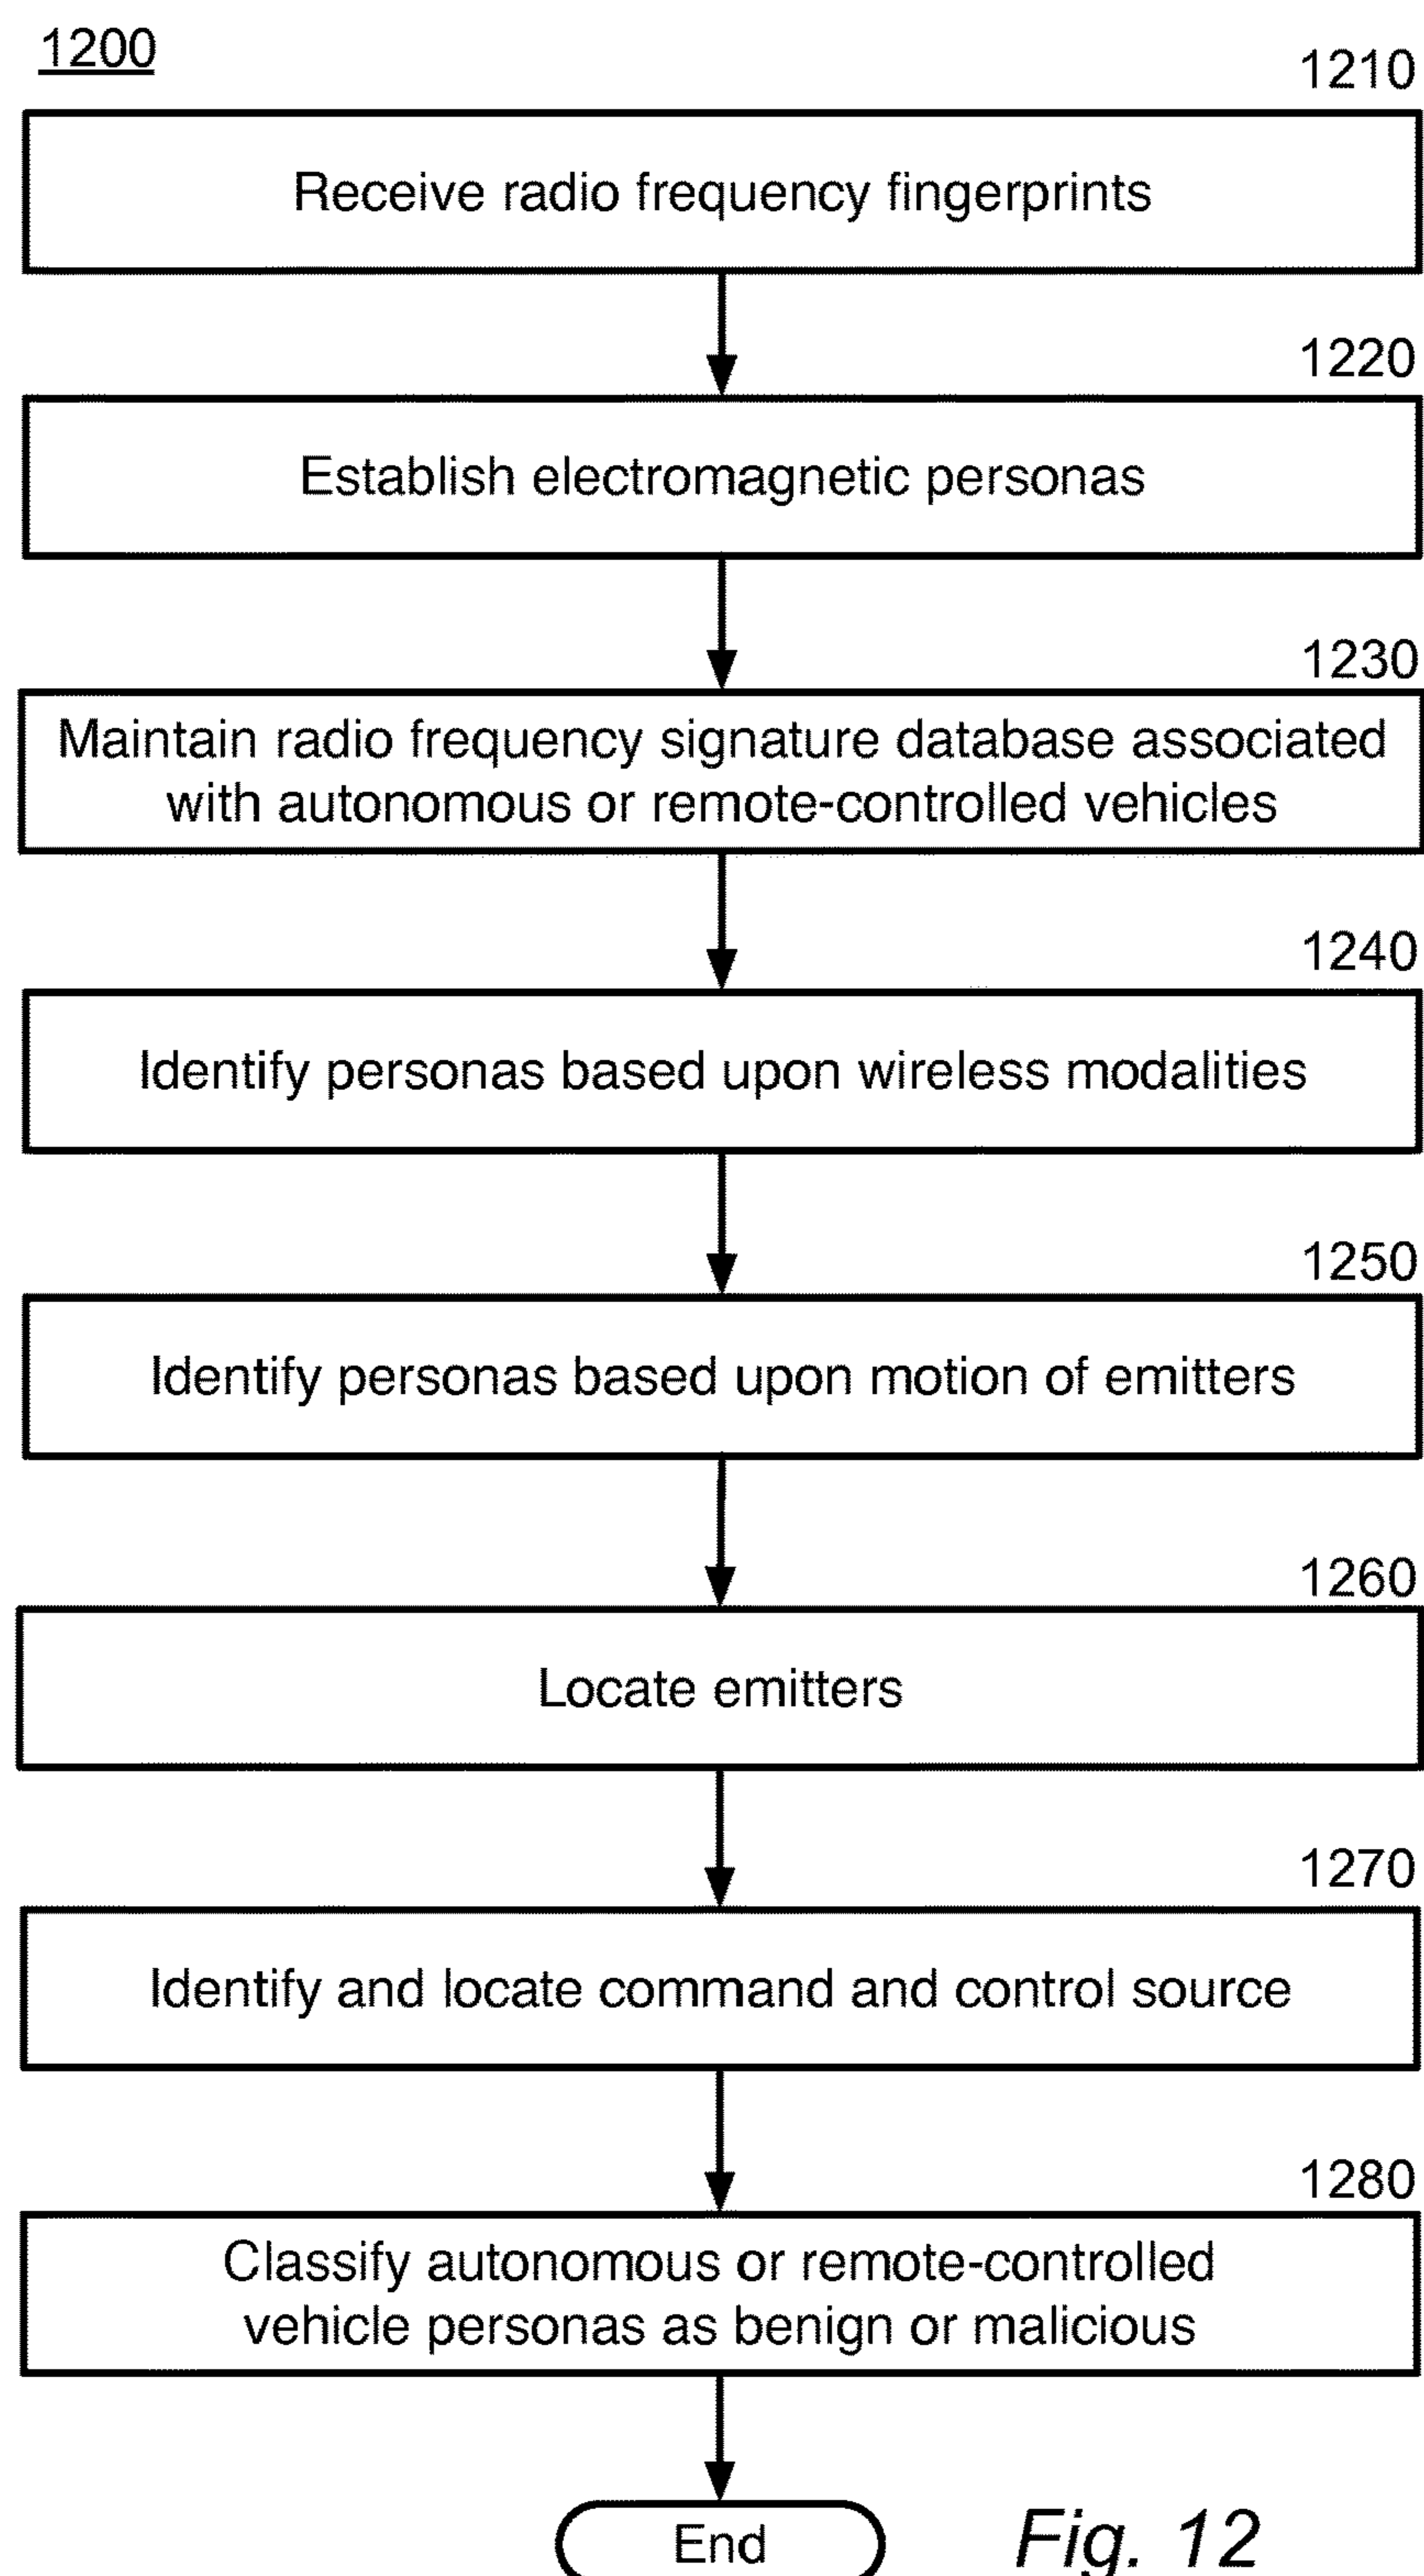 1200
1210
Receive radio frequency fingerprints
1220
Establish electromagnetic personas
1230
Maintain radio frequency signature database associated
with autonomous or remote-controlled vehicles
1240
Identify personas based upon wireless modalities
1250
Identify personas based upon motion of emitters
1260
Locate emitters
1270
Identify and locate command and control source
1280
Classify autonomous or remote-controlled
vehicle personas as benign or malicious
End
Fig. 12